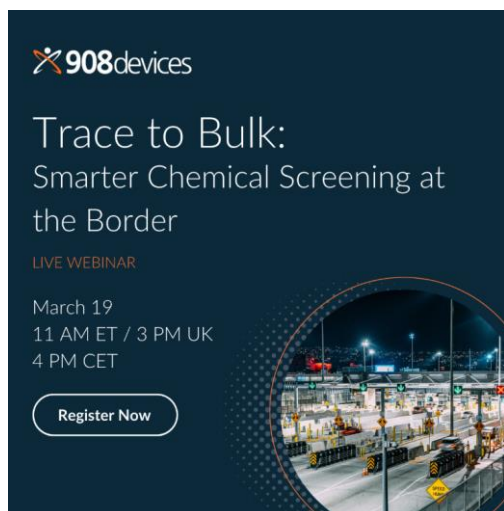 908devices
Trace to Bulk:
Smarter Chemical Screening at
the Border
LIVE WEBINAR
March 19
11 AM ET / 3 PM UK
4 PM CET
Register Now